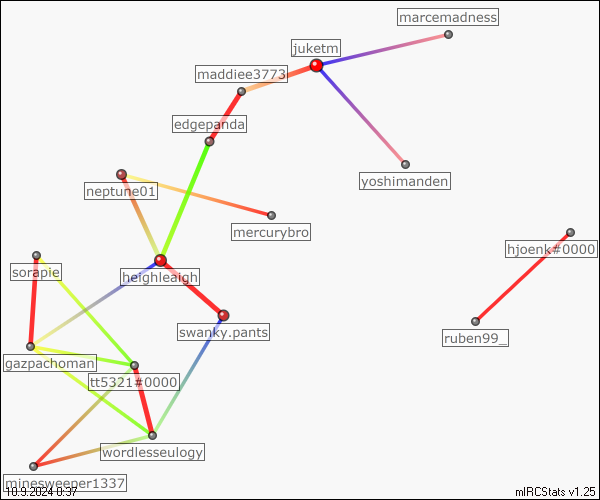 marcemadness
juketm
maddiee3773
edgepanda
yoshimanden
neptune01
mercurybro
hjoenk#0000
heighleaigh
sorapie
swanky.pants
ruben99_
gazpachoman
tt5321#0000
wordlesseulogy
minesweeper1337
10.9.2024 0:37
mIRCStats v1.25